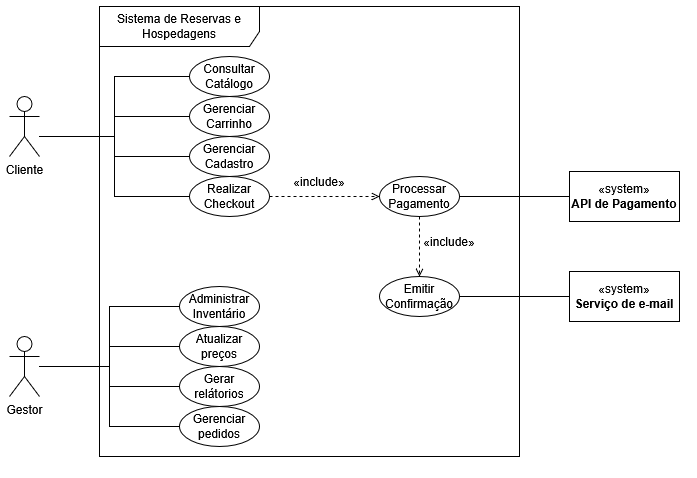 Sistema de Reservas e
Hospedagens
Consultar
Catálogo
Gerenciar
Carrinho
Gerenciar
Cadastro
Realizar
Checkout
Cliente
«include»
Processar
Pagamento
«system»
API de Pagamento
«include»
Emitir
Confirmação
«system»
Serviço de e-mail
Administrar
Inventário
Atualizar
preços
Gerar
relátorios
Gerenciar
pedidos
Gestor